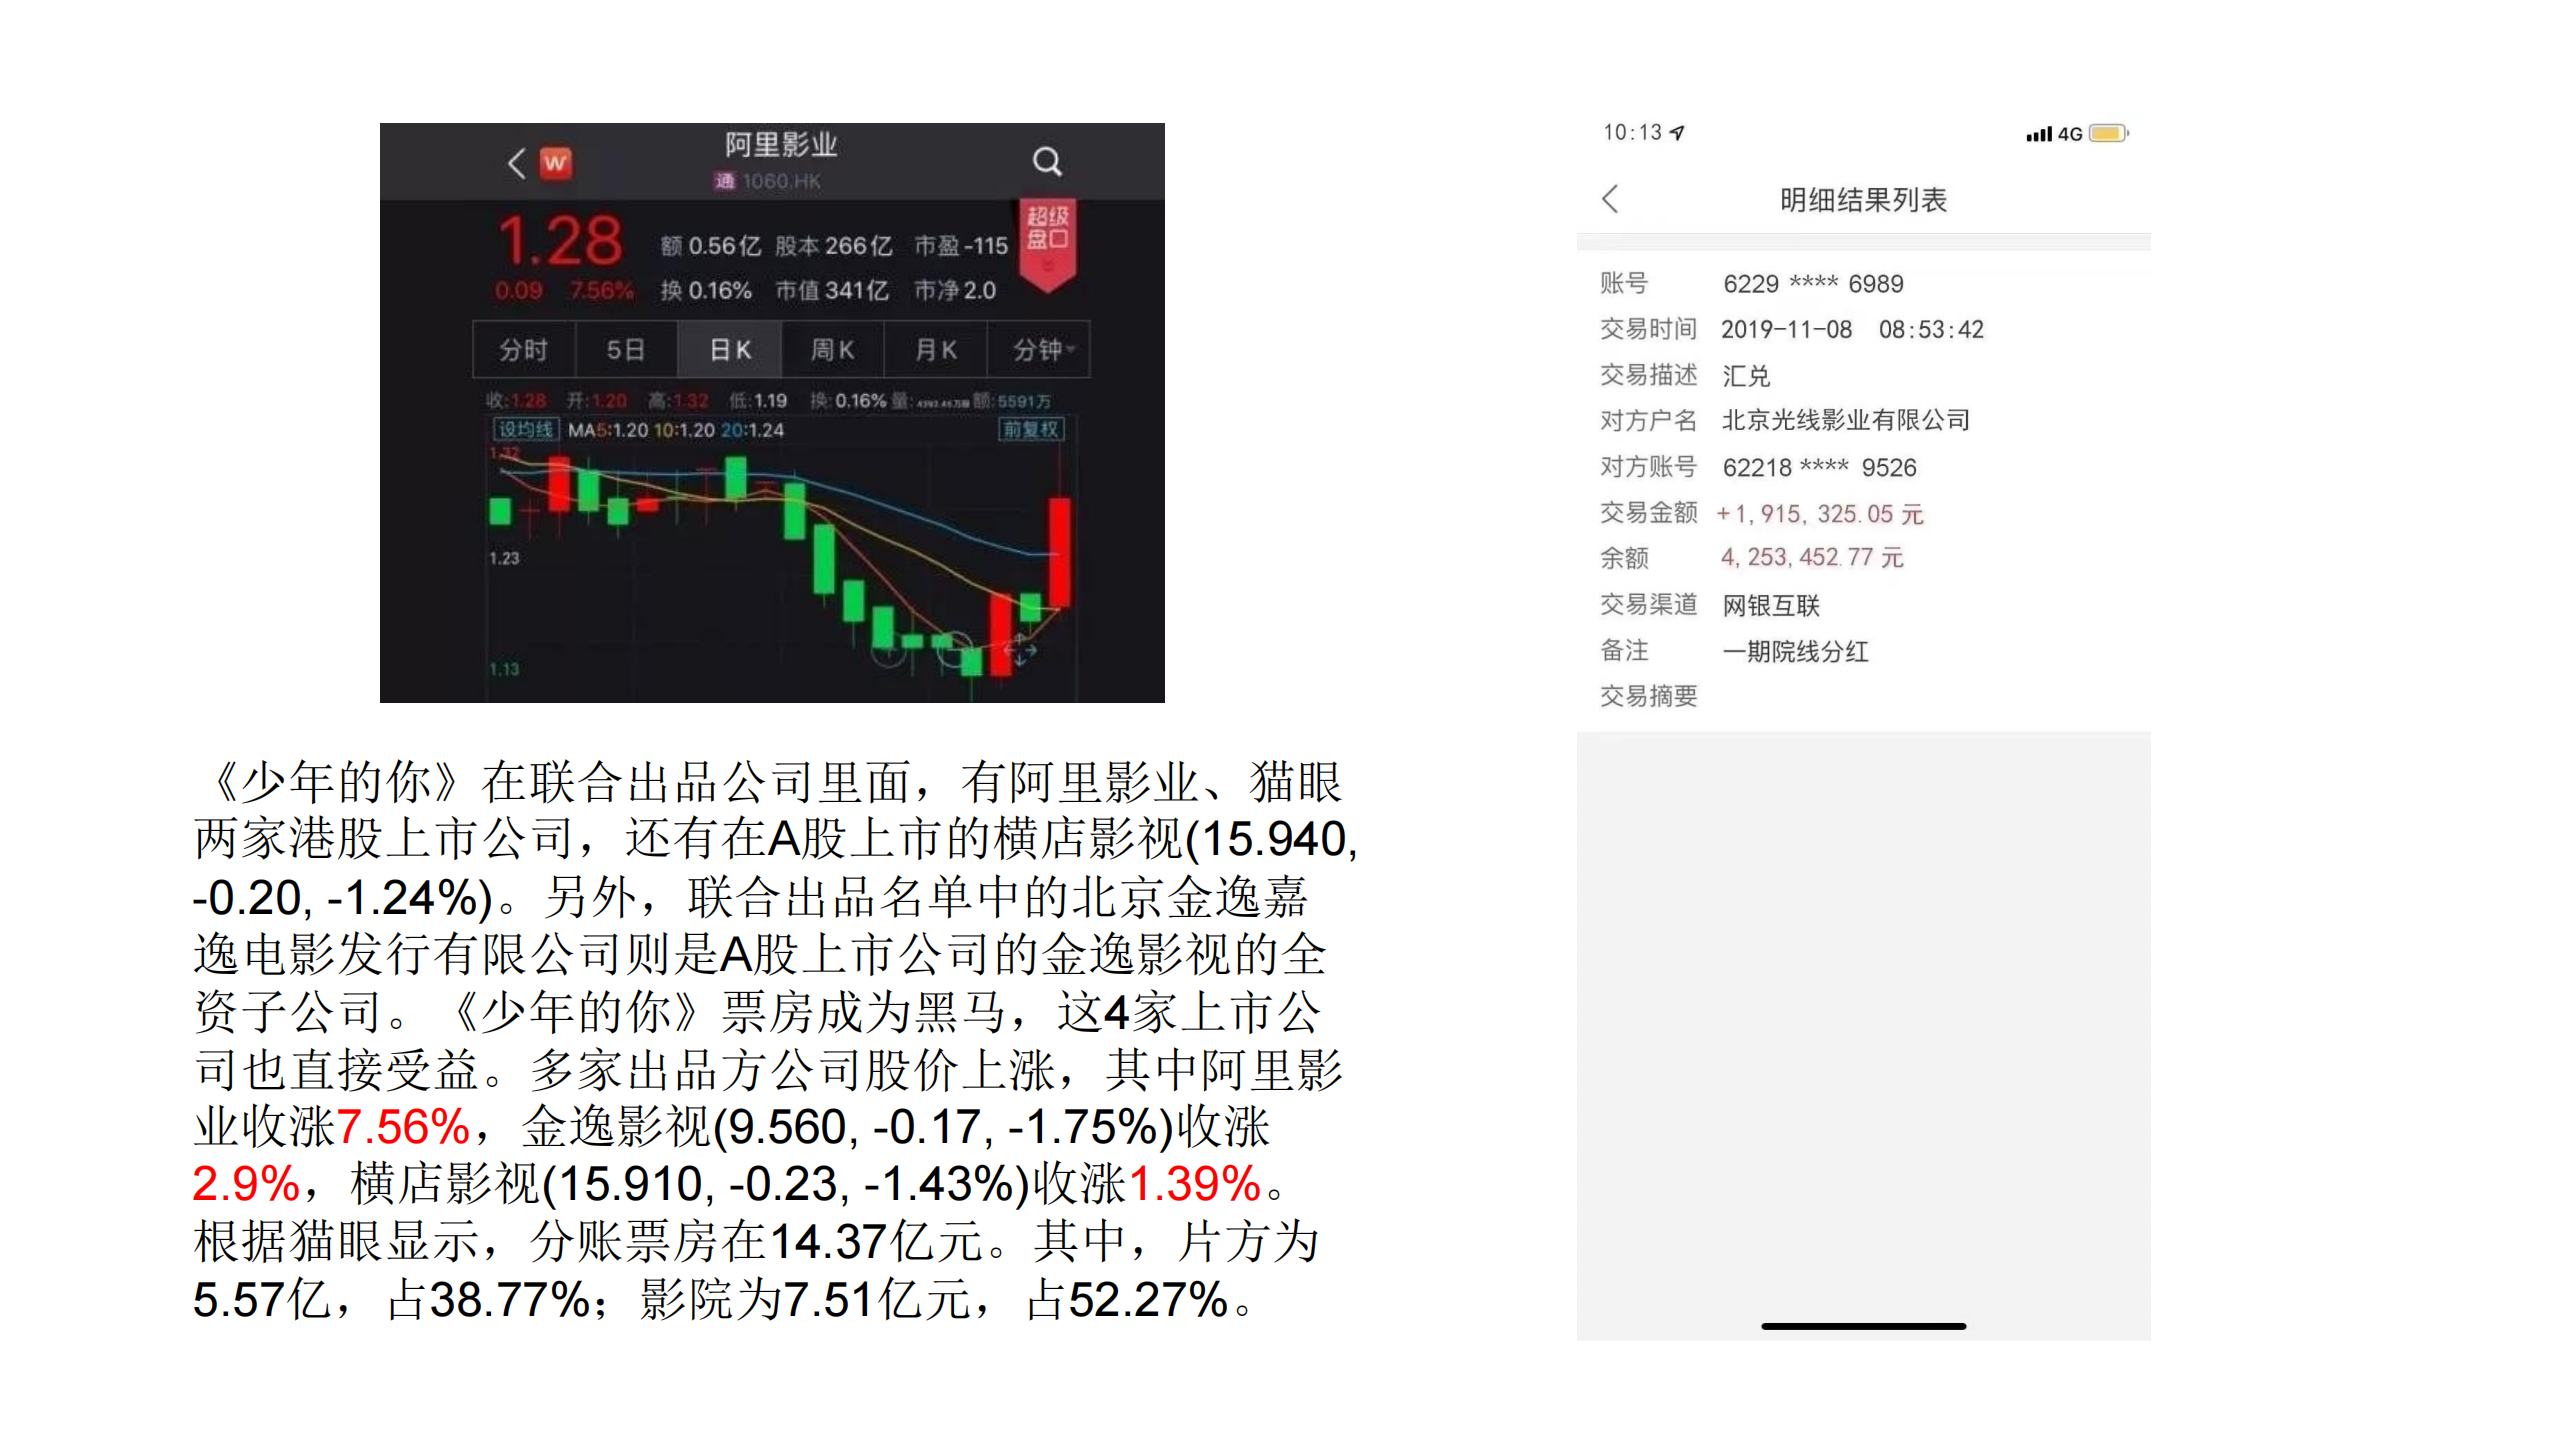 阿里影业
通 1060.HK
1.28
0.09 7.56%
额 0.56亿 股本 266亿 市盈 -115
换 0.16% 市值 341亿 市净 2.0
超级
盘口
分时 5日 日K 周K 月K 分钟
收:1.28 开:1.20 高:1.32 低:1.19 换:0.16% 量: 额:5591万
设均线 MA5:1.20 10:1.20 20:1.24 前复权
1.32
1.23
1.13
《少年的你》在联合出品公司里面，有阿里影业、猫眼
两家港股上市公司，还有在A股上市的横店影视(15.940,
-0.20, -1.24%)。另外，联合出品名单中的北京金逸嘉
逸电影发行有限公司则是A股上市公司的金逸影视的全
资子公司。《少年的你》票房成为黑马，这4家上市公
司也直接受益。多家出品方公司股价上涨，其中阿里影
业收涨7.56%，金逸影视(9.560, -0.17, -1.75%)收涨
2.9%，横店影视(15.910, -0.23, -1.43%)收涨1.39%。
根据猫眼显示，分账票房在14.37亿元。其中，片方为
5.57亿，占38.77%；影院为7.51亿元，占52.27%。
10:13 4G
明细结果列表
账号 6229 **** 6989
交易时间 2019-11-08 08:53:42
交易描述 汇兑
对方户名 北京光线影业有限公司
对方账号 62218 **** 9526
交易金额 +1,915,325.05 元
余额 4,253,452.77 元
交易渠道 网银互联
备注 一期院线分红
交易摘要